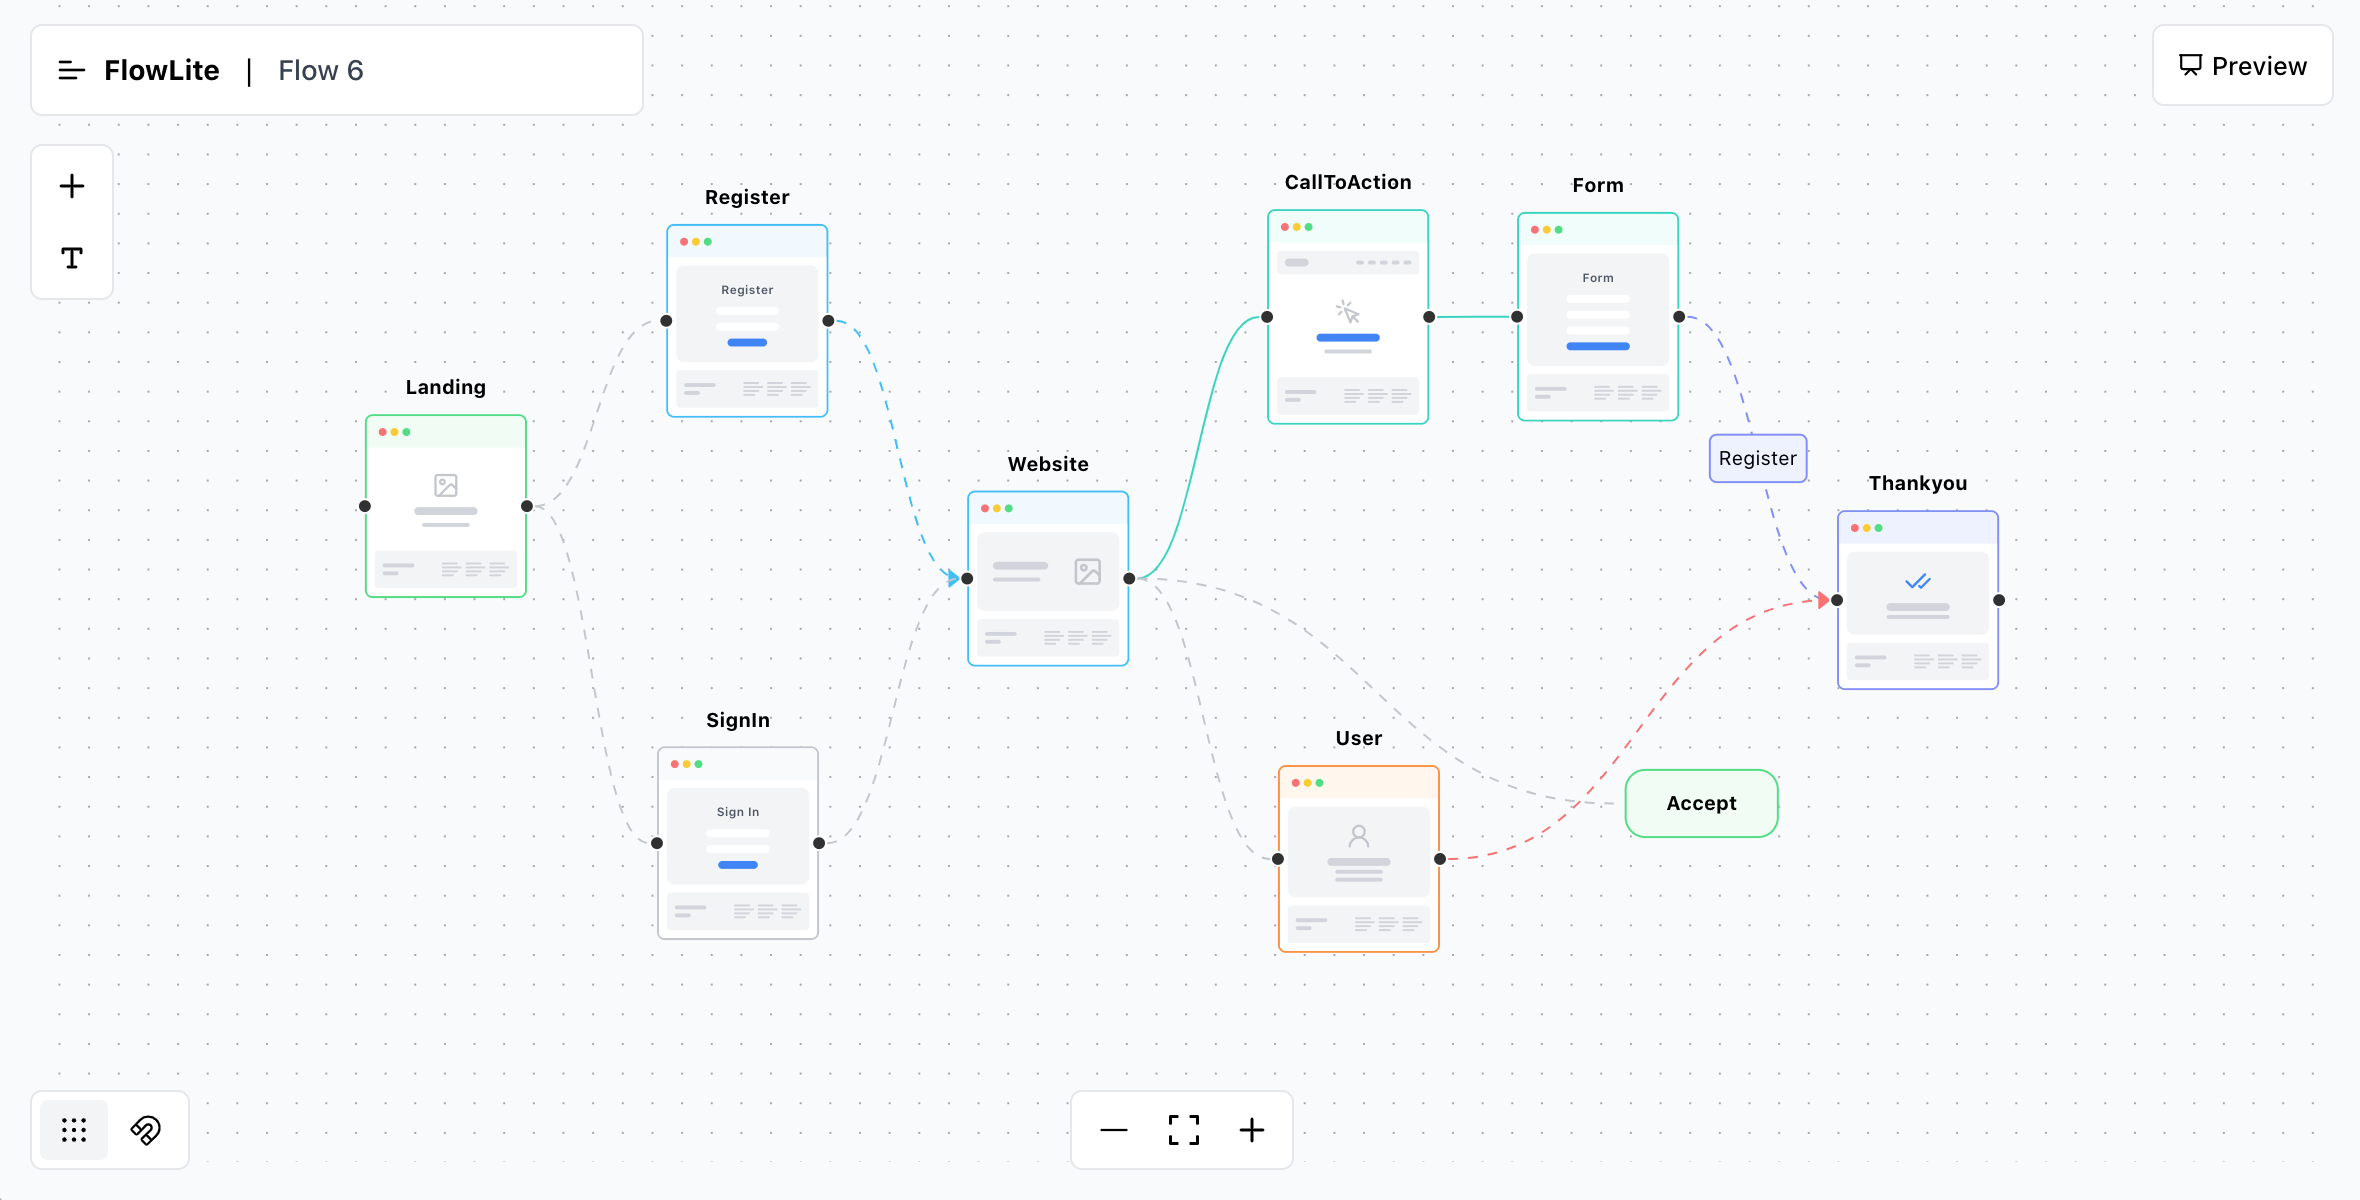 FlowLite | Flow 6
Preview
Register
Register
CallToAction
Form
Form
Landing
Website
Register
Thankyou
SignIn
Sign In
User
Accept